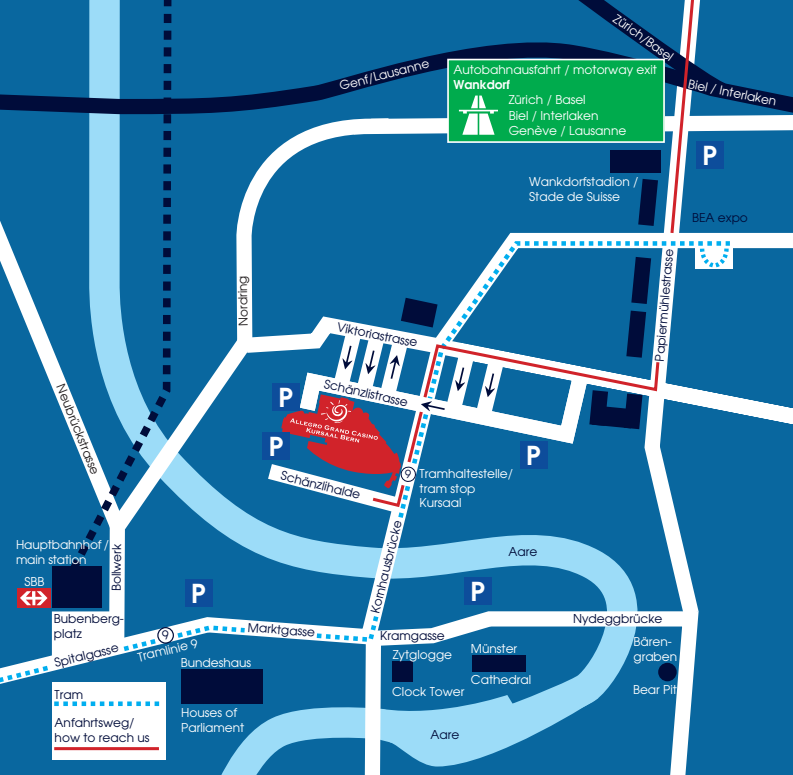 Zürich/Basel
Genf/Lausanne
Biel / Interlaken
Autobahnausfahrt / motorway exit
Wankdorf
Zürich / Basel
Biel / Interlaken
Genève / Lausanne
P
Wankdorfstadion /
Stade de Suisse
BEA expo
Nordring
Papiermühlestrasse
Viktoriastrasse
Schänzlistrasse
P
ALLEGRO GRAND CASINO
KURSAAL BERN
P
P
Neubrückstrasse
Schänzlihalde
9
Tramhaltestelle/
tram stop
Kursaal
Kornhausbrücke
Hauptbahnhof /
main station
SBB
Bollwerk
Aare
P
P
Bubenberg-
platz
Spitalgasse
9
Tramlinie 9
Marktgasse
Kramgasse
Nydeggbrücke
Bundeshaus
Houses of
Parliament
Zytglogge
Clock Tower
Münster
Cathedral
Bären-
graben
Bear Pit
Aare
Tram
Anfahrtsweg/
how to reach us